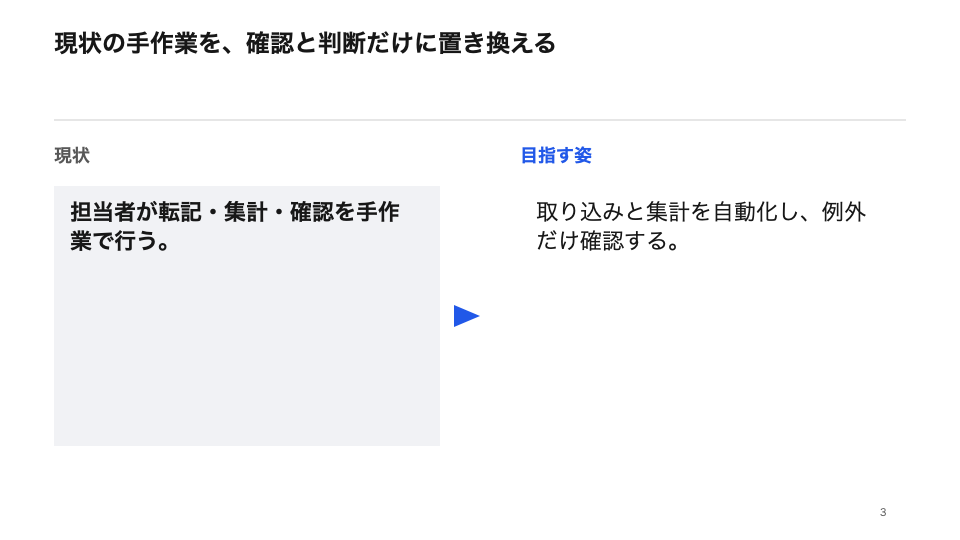 現状の手作業を、確認と判断だけに置き換える
現状
目指す姿
担当者が転記・集計・確認を手作
業で行う。
取り込みと集計を自動化し、例外
だけ確認する。
3